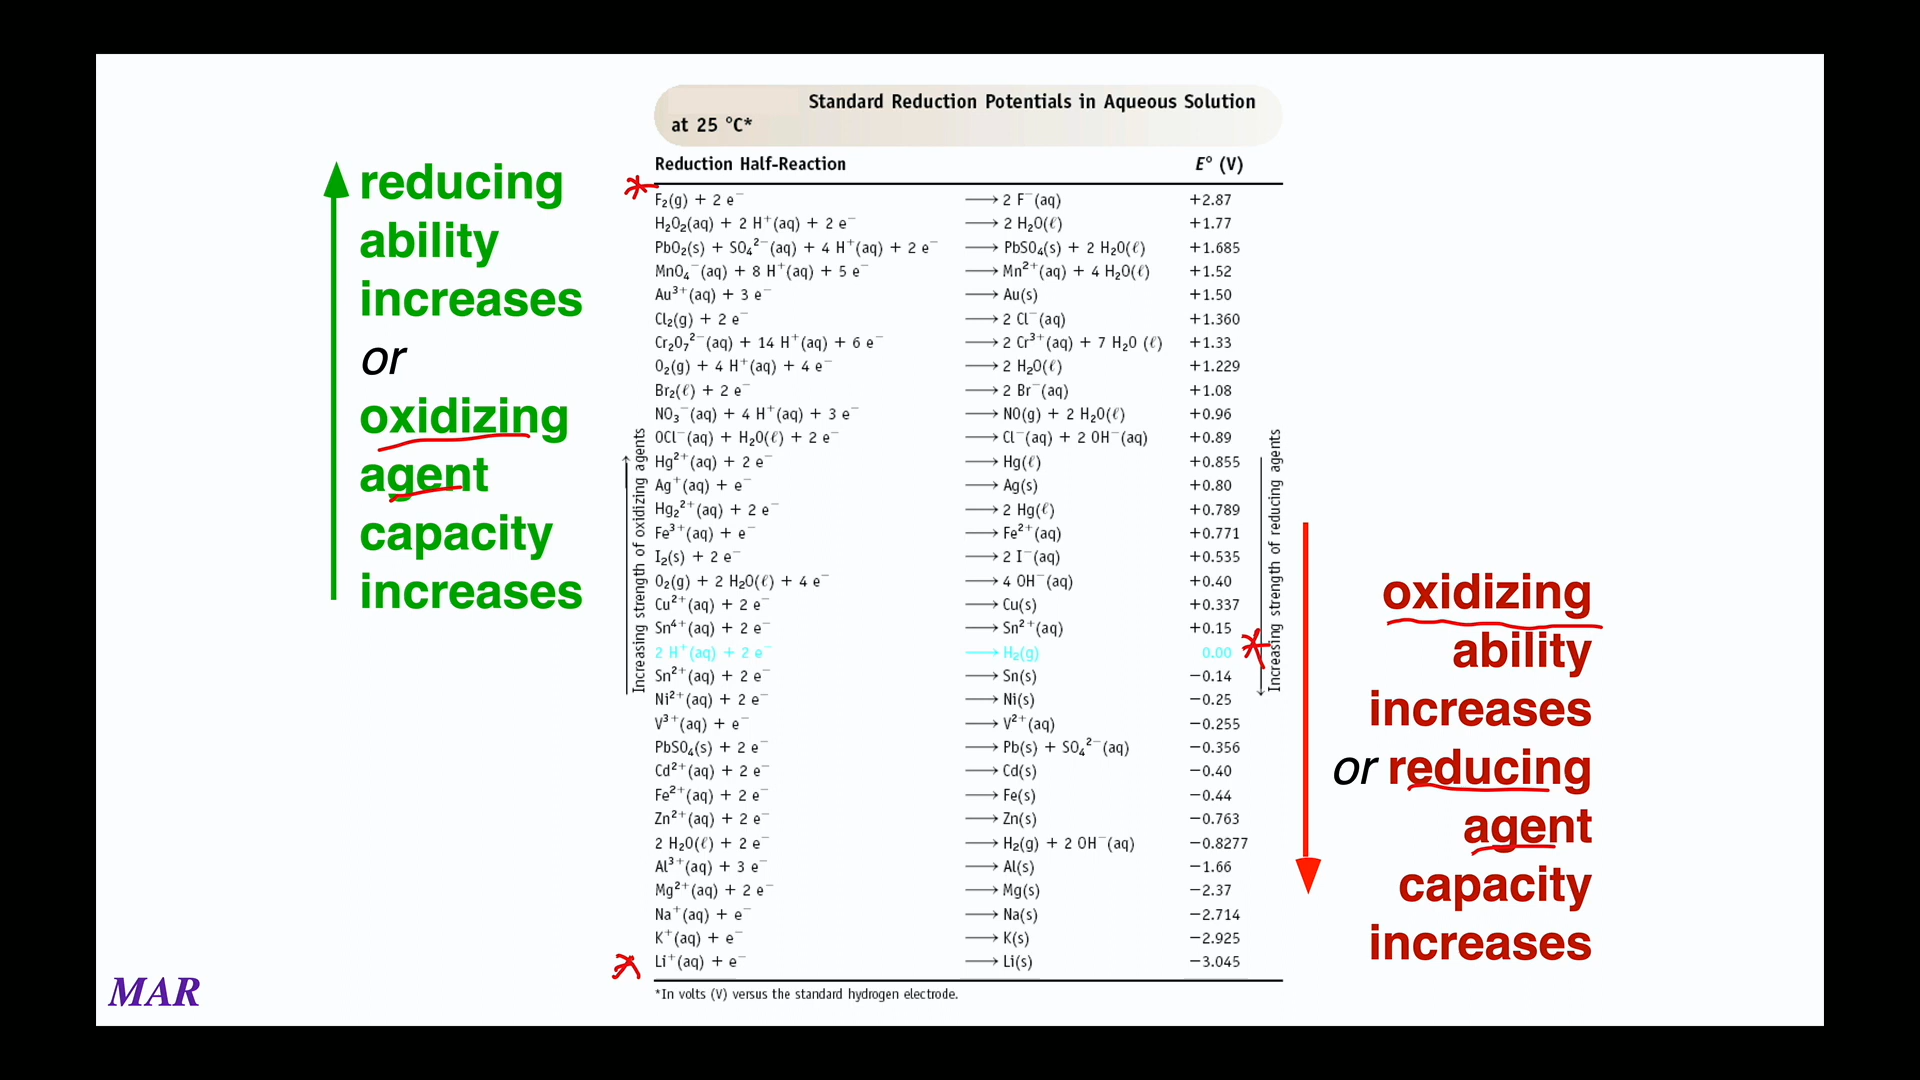 Standard Reduction Potentials in Aqueous Solution
at 25 °C*
Reduction Half-Reaction E° (V)
F₂(g) + 2 e⁻ ⟶ 2 F⁻(aq) +2.87
H₂O₂(aq) + 2 H⁺(aq) + 2 e⁻ ⟶ 2 H₂O(ℓ) +1.77
PbO₂(s) + SO₄²⁻(aq) + 4 H⁺(aq) + 2 e⁻ ⟶ PbSO₄(s) + 2 H₂O(ℓ) +1.685
MnO₄⁻(aq) + 8 H⁺(aq) + 5 e⁻ ⟶ Mn²⁺(aq) + 4 H₂O(ℓ) +1.52
Au³⁺(aq) + 3 e⁻ ⟶ Au(s) +1.50
Cl₂(g) + 2 e⁻ ⟶ 2 Cl⁻(aq) +1.360
Cr₂O₇²⁻(aq) + 14 H⁺(aq) + 6 e⁻ ⟶ 2 Cr³⁺(aq) + 7 H₂O (ℓ) +1.33
O₂(g) + 4 H⁺(aq) + 4 e⁻ ⟶ 2 H₂O(ℓ) +1.229
Br₂(ℓ) + 2 e⁻ ⟶ 2 Br⁻(aq) +1.08
NO₃⁻(aq) + 4 H⁺(aq) + 3 e⁻ ⟶ NO(g) + 2 H₂O(ℓ) +0.96
OCl⁻(aq) + H₂O(ℓ) + 2 e⁻ ⟶ Cl⁻(aq) + 2 OH⁻(aq) +0.89
Hg²⁺(aq) + 2 e⁻ ⟶ Hg(ℓ) +0.855
Ag⁺(aq) + e⁻ ⟶ Ag(s) +0.80
Hg₂²⁺(aq) + 2 e⁻ ⟶ 2 Hg(ℓ) +0.789
Fe³⁺(aq) + e⁻ ⟶ Fe²⁺(aq) +0.771
I₂(s) + 2 e⁻ ⟶ 2 I⁻(aq) +0.535
O₂(g) + 2 H₂O(ℓ) + 4 e⁻ ⟶ 4 OH⁻(aq) +0.40
Cu²⁺(aq) + 2 e⁻ ⟶ Cu(s) +0.337
Sn⁴⁺(aq) + 2 e⁻ ⟶ Sn²⁺(aq) +0.15
2 H⁺(aq) + 2 e⁻ ⟶ H₂(g) 0.00
Sn²⁺(aq) + 2 e⁻ ⟶ Sn(s) −0.14
Ni²⁺(aq) + 2 e⁻ ⟶ Ni(s) −0.25
V³⁺(aq) + e⁻ ⟶ V²⁺(aq) −0.255
PbSO₄(s) + 2 e⁻ ⟶ Pb(s) + SO₄²⁻(aq) −0.356
Cd²⁺(aq) + 2 e⁻ ⟶ Cd(s) −0.40
Fe²⁺(aq) + 2 e⁻ ⟶ Fe(s) −0.44
Zn²⁺(aq) + 2 e⁻ ⟶ Zn(s) −0.763
2 H₂O(ℓ) + 2 e⁻ ⟶ H₂(g) + 2 OH⁻(aq) −0.8277
Al³⁺(aq) + 3 e⁻ ⟶ Al(s) −1.66
Mg²⁺(aq) + 2 e⁻ ⟶ Mg(s) −2.37
Na⁺(aq) + e⁻ ⟶ Na(s) −2.714
K⁺(aq) + e⁻ ⟶ K(s) −2.925
Li⁺(aq) + e⁻ ⟶ Li(s) −3.045
*In volts (V) versus the standard hydrogen electrode.
Increasing strength of oxidizing agents
Increasing strength of reducing agents
reducing
ability
increases
or
oxidizing
agent
capacity
increases
oxidizing
ability
increases
or reducing
agent
capacity
increases
MAR